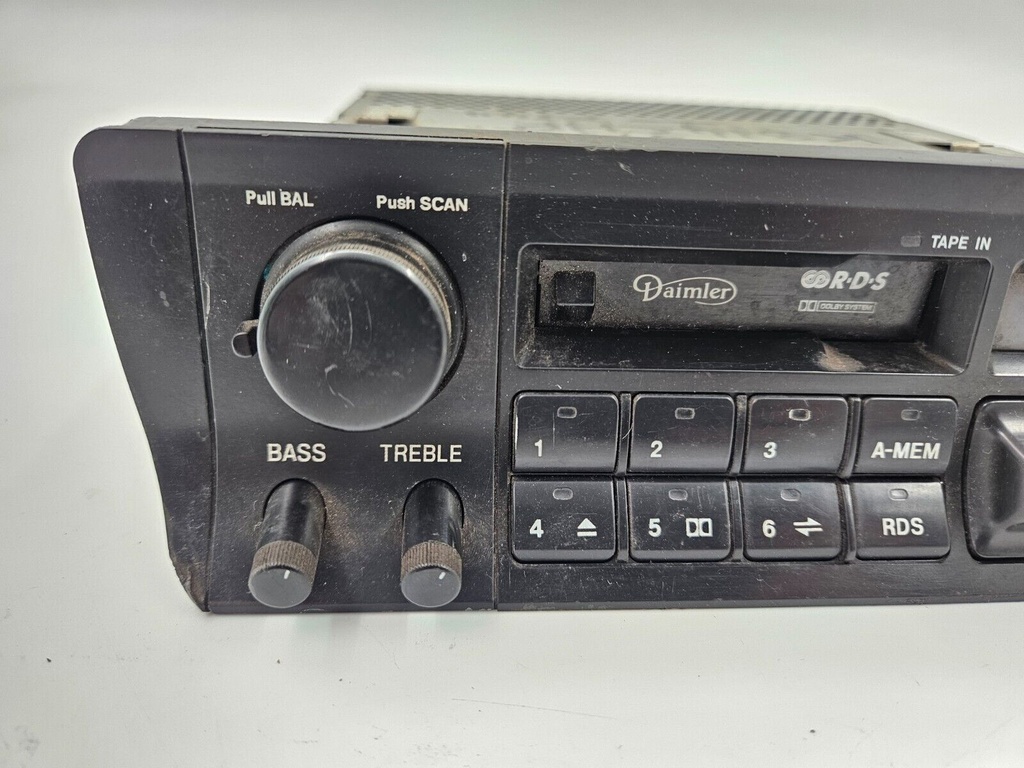 Pull BAL Push SCAN
TAPE IN
Daimler R·D·S
DOLBY SYSTEM
BASS TREBLE
1 2 3 A-MEM
4 5 6 RDS